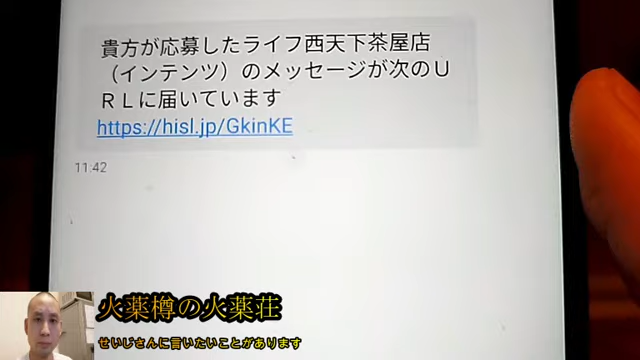 貴方が応募したライフ西天下茶屋店
（インテンツ）のメッセージが次のＵ
ＲＬに届いています
https://hisl.jp/GkinKE
11:42
火薬樽の火薬荘
せいじさんに言いたいことがあります